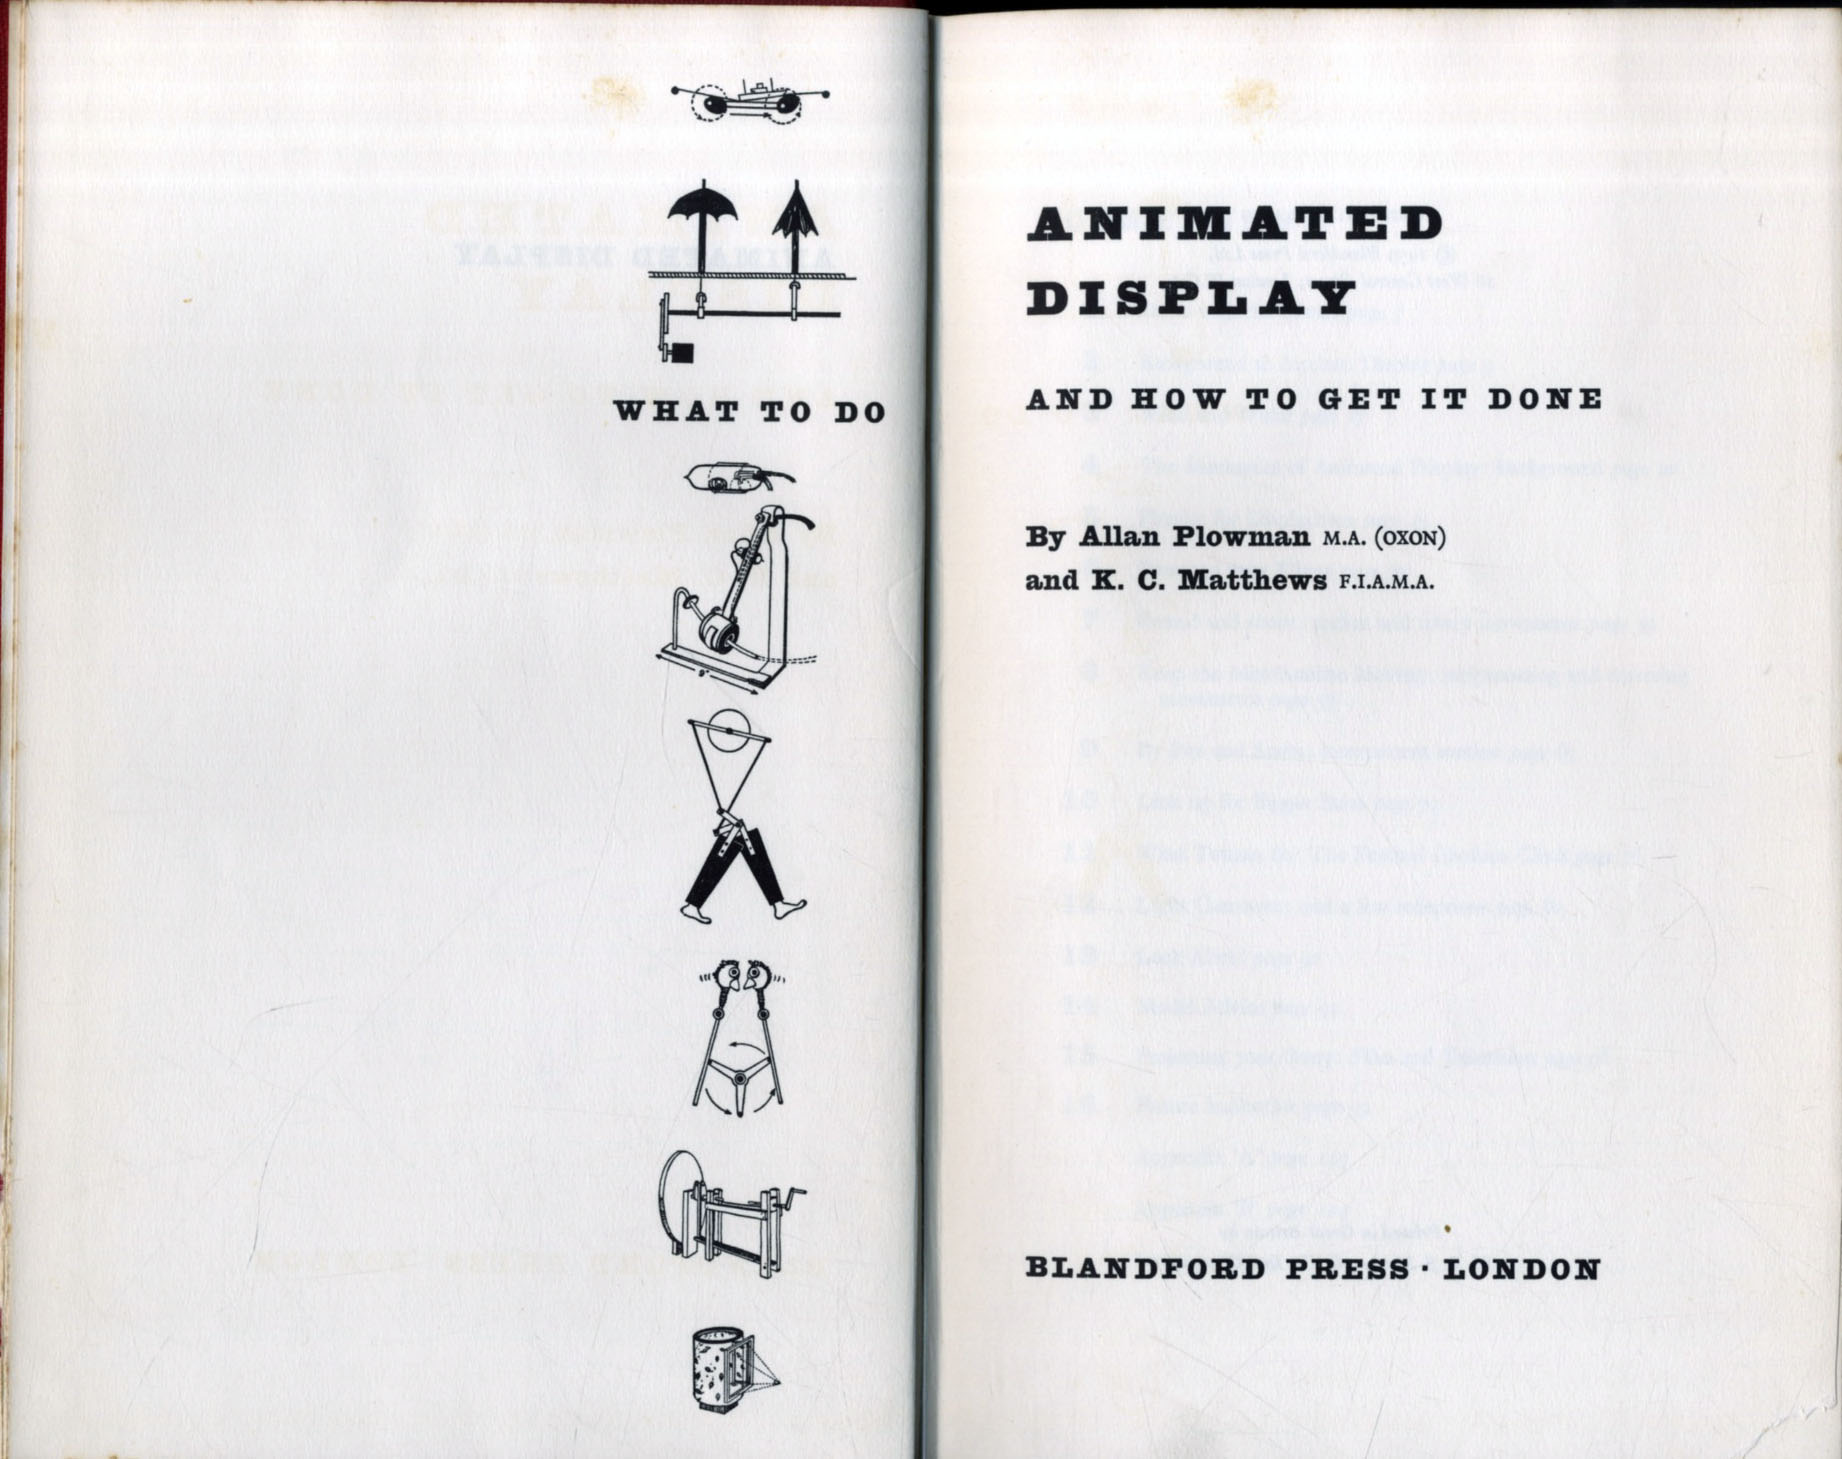 WHAT TO DO
9"
ANIMATED
DISPLAY
AND HOW TO GET IT DONE
By Allan Plowman M.A. (OXON)
and K. C. Matthews F.I.A.M.A.
BLANDFORD PRESS · LONDON